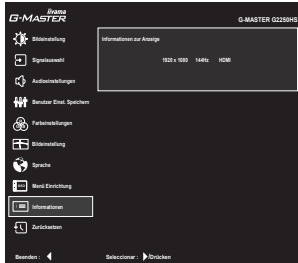 iiyama
G-MASTER
G-MASTER G2250HS
Bildeinstellung
Informationen zur Anzeige
Signalauswahl
1920 x 1080 144Hz HDMI
Audioeinstellungen
Benutzer Einst. Speichern
Farbeinstellungen
Bildeinstellung
Sprache
Menü Einrichtung
Informationen
Zurücksetzen
Beenden :
Seleccionar : /Drücken